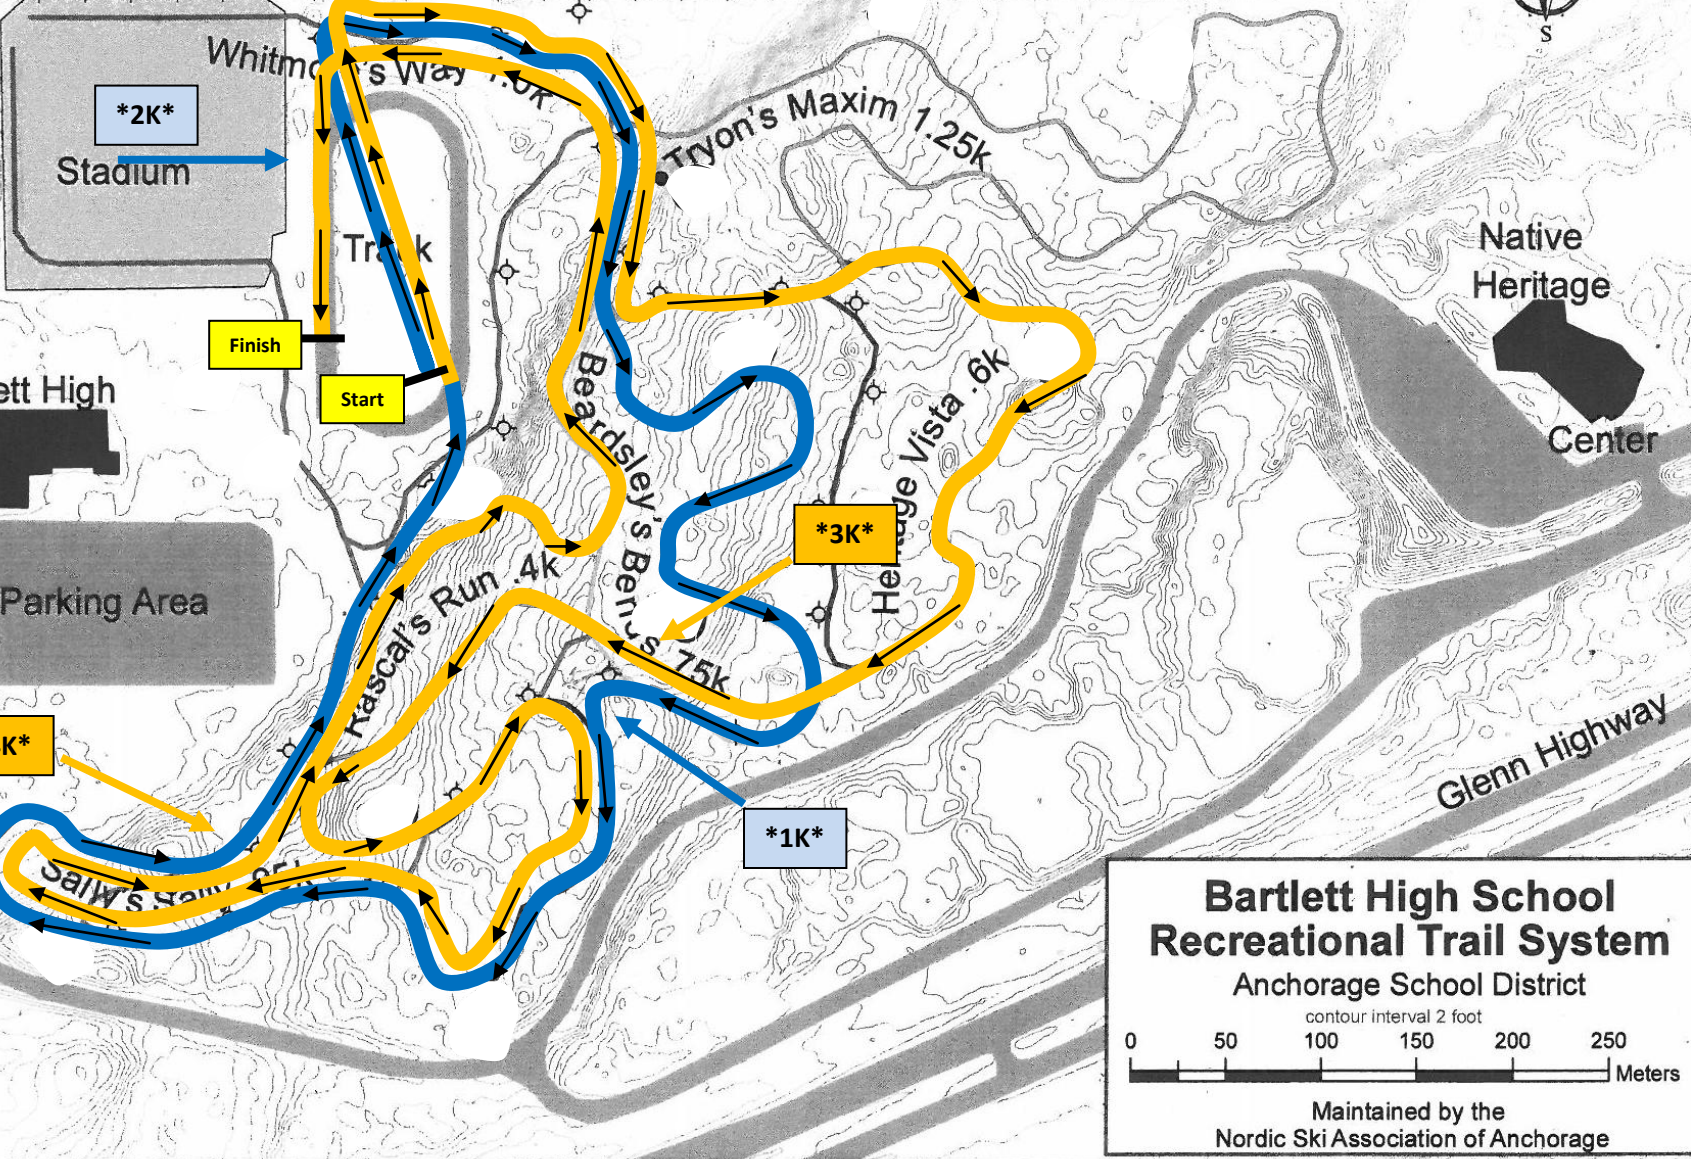 S
Whitmore's Way 1.0k
*2K*
Stadium
Tryon's Maxim 1.25k
Track
Native
Heritage
Center
Finish
Start
ett High
Beardsley's Bends .75k
Heritage Vista .6k
*3K*
Parking Area
Rascal's Run .4k
K*
*1K*
Sally's
Glenn Highway
Bartlett High School
Recreational Trail System
Anchorage School District
contour interval 2 foot
0 50 100 150 200 250
Meters
Maintained by the
Nordic Ski Association of Anchorage